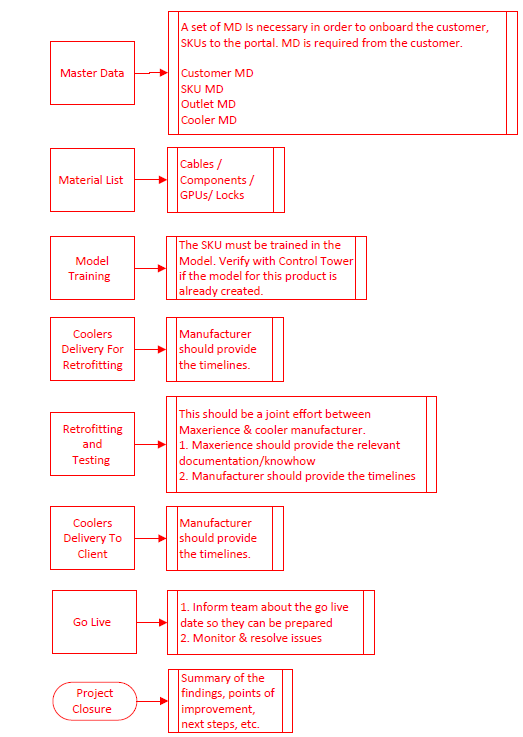 Master Data
A set of MD Is necessary in order to onboard the customer,
SKUs to the portal. MD is required from the customer.
Customer MD
SKU MD
Outlet MD
Cooler MD
Material List
Cables /
Components /
GPUs/ Locks
Model
Training
The SKU must be trained in the
Model. Verify with Control Tower
if the model for this product is
already created.
Coolers
Delivery For
Retrofitting
Manufacturer
should provide
the timelines.
Retrofitting
and
Testing
This should be a joint effort between
Maxerience & cooler manufacturer.
1. Maxerience should provide the relevant
documentation/knowhow
2. Manufacturer should provide the timelines
Coolers
Delivery To
Client
Manufacturer
should provide
the timelines.
Go Live
1. Inform team about the go live
date so they can be prepared
2. Monitor & resolve issues
Project
Closure
Summary of the
findings, points of
improvement,
next steps, etc.